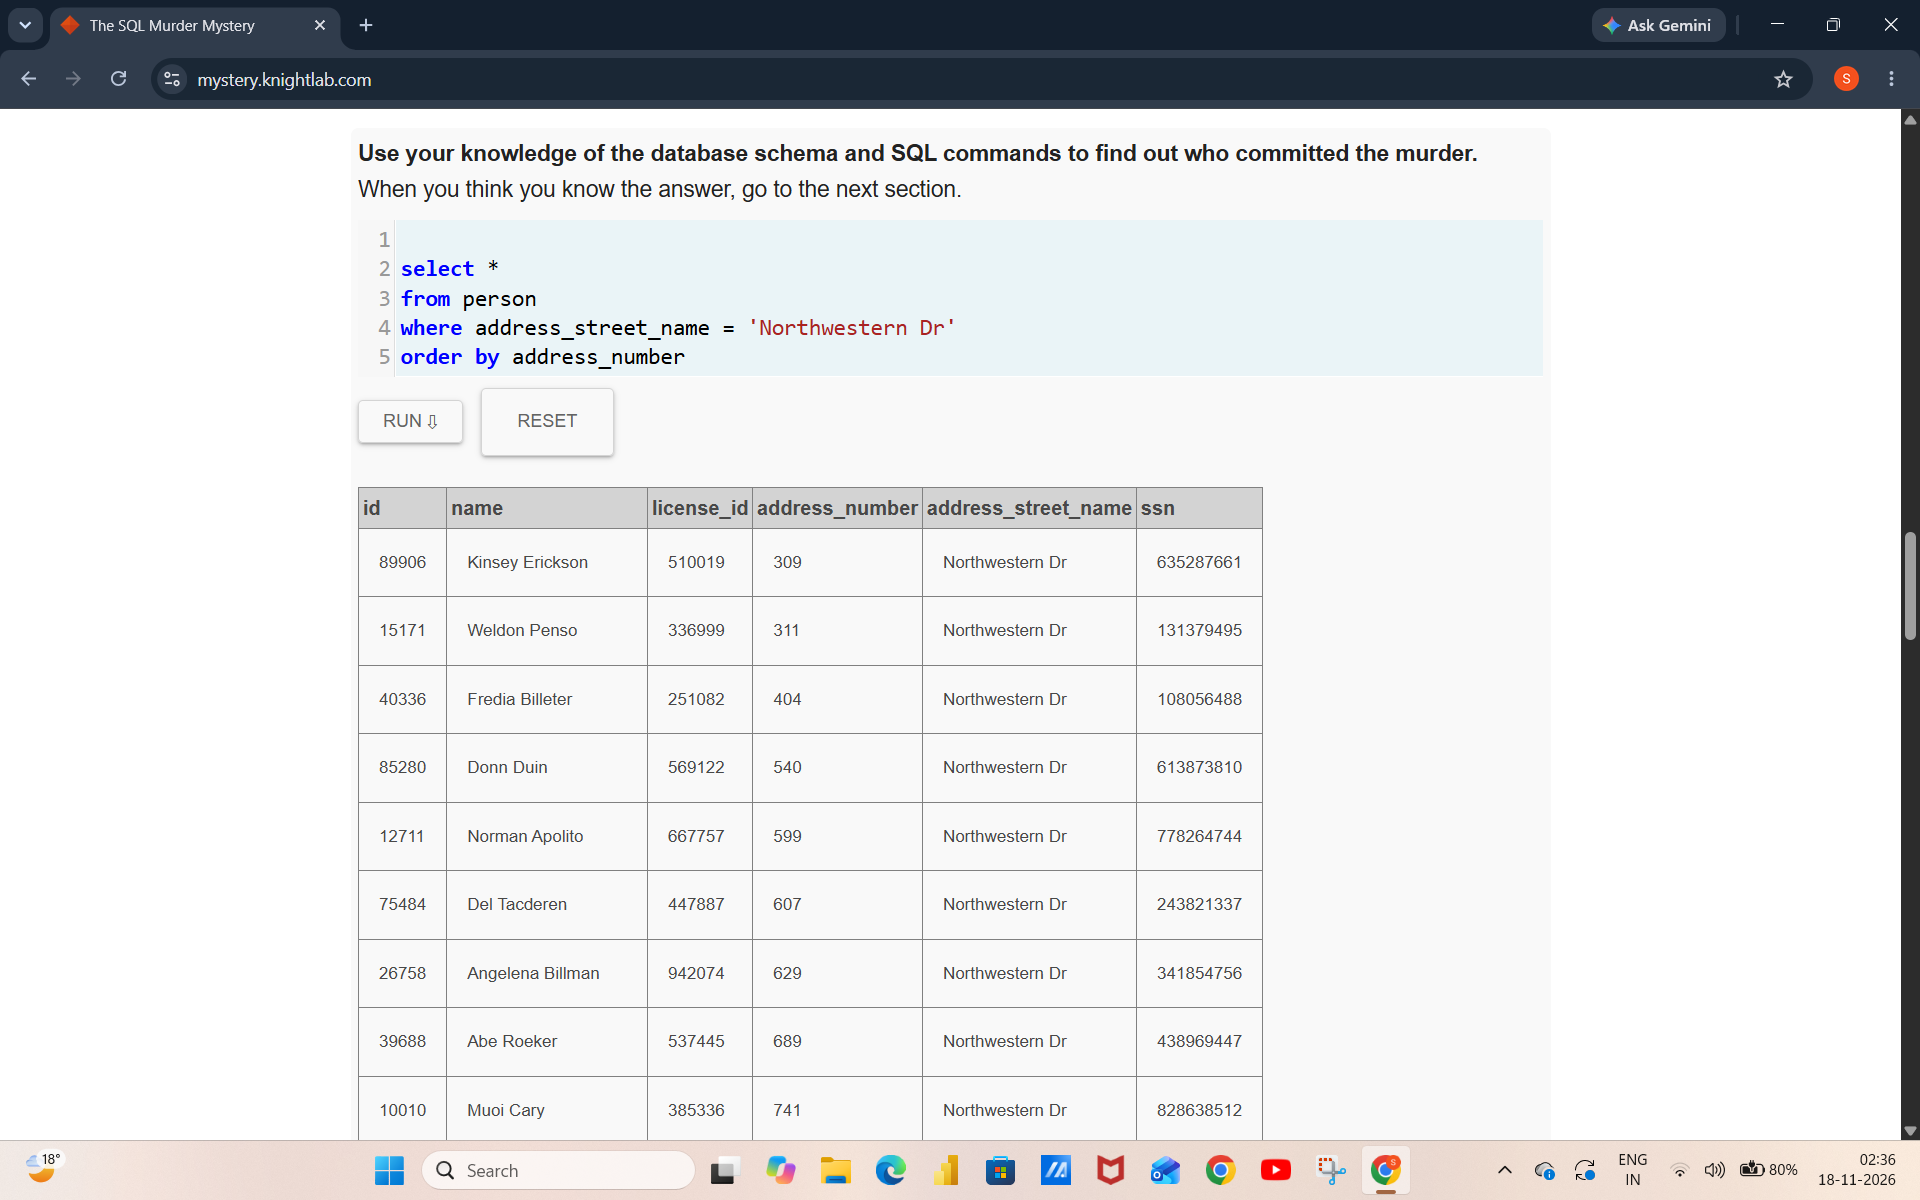 The SQL Murder Mystery
Ask Gemini
mystery.knightlab.com
S
Use your knowledge of the database schema and SQL commands to find out who committed the murder.
When you think you know the answer, go to the next section.
1
2 select *
3 from person
4 where address_street_name = 'Northwestern Dr'
5 order by address_number
RUN ⇩ RESET
id name license_id address_number address_street_name ssn
89906 Kinsey Erickson 510019 309 Northwestern Dr 635287661
15171 Weldon Penso 336999 311 Northwestern Dr 131379495
40336 Fredia Billeter 251082 404 Northwestern Dr 108056488
85280 Donn Duin 569122 540 Northwestern Dr 613873810
12711 Norman Apolito 667757 599 Northwestern Dr 778264744
75484 Del Tacderen 447887 607 Northwestern Dr 243821337
26758 Angelena Billman 942074 629 Northwestern Dr 341854756
39688 Abe Roeker 537445 689 Northwestern Dr 438969447
10010 Muoi Cary 385336 741 Northwestern Dr 828638512
18°
Search
ENG
IN
80%
02:36
18-11-2026